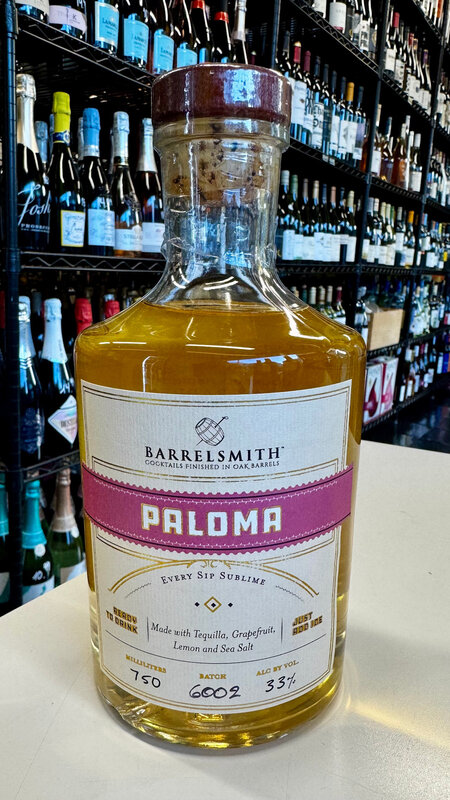 BARRELSMITH™
COCKTAILS FINISHED IN OAK BARRELS
PALOMA
EVERY SIP SUBLIME
READY
TO DRINK
Made with Tequilla, Grapefruit,
Lemon and Sea Salt
JUST
ADD ICE
MILLILITERS
750
BATCH
6002
ALC BY VOL.
33%